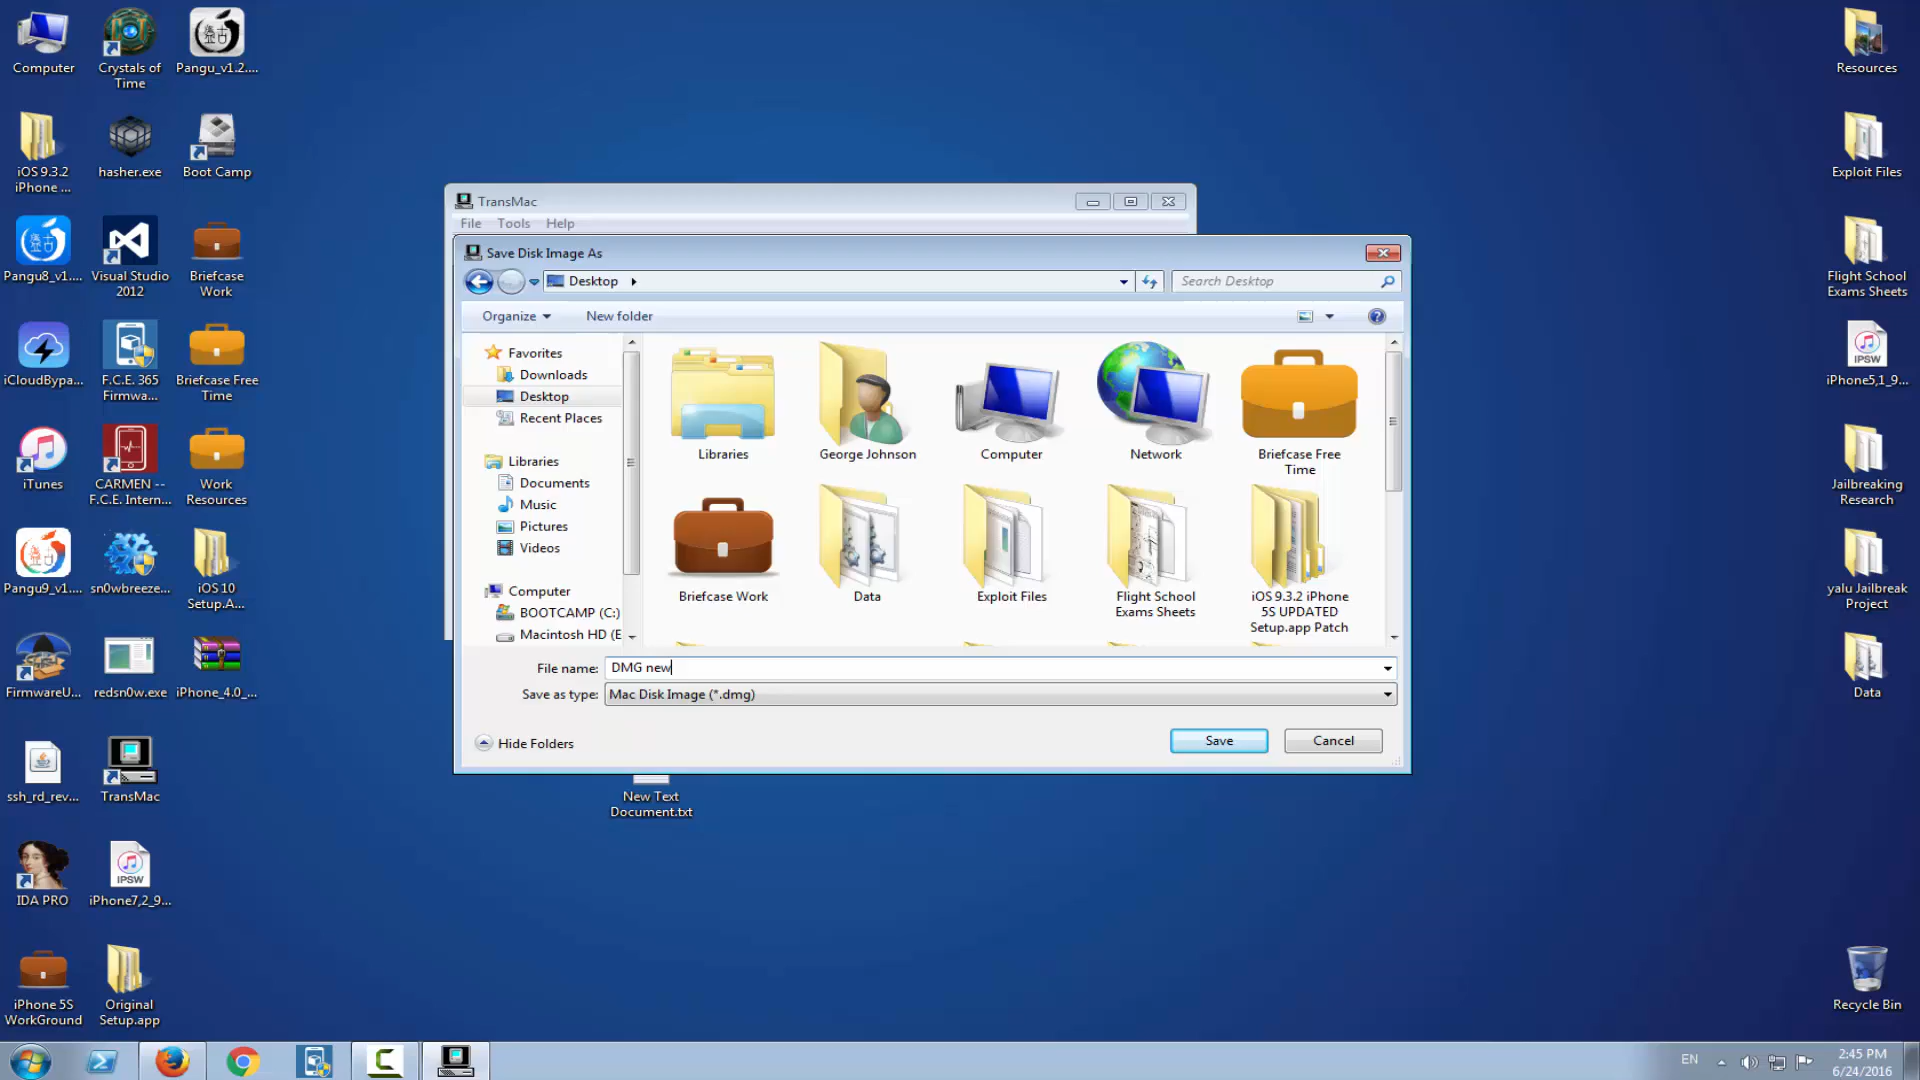 Computer
Crystals of
Time
Pangu_v1.2....
iOS 9.3.2
iPhone ...
hasher.exe
Boot Camp
Pangu8_v1....
Visual Studio
2012
Briefcase
Work
iCloudBypa...
F.C.E. 365
Firmwa...
Briefcase Free
Time
iTunes
CARMEN --
F.C.E. Intern...
Work
Resources
Pangu9_v1....
sn0wbreeze...
iOS 10
Setup.A...
FirmwareU...
redsn0w.exe
iPhone_4.0_...
ssh_rd_rev...
TransMac
IDA PRO
IPSW
iPhone7,2_9...
iPhone 5S
WorkGround
Original
Setup.app
TransMac
File Tools Help
Save Disk Image As
Desktop
Search Desktop
Organize
New folder
Favorites
Downloads
Desktop
Recent Places
Libraries
Documents
Music
Pictures
Videos
Computer
BOOTCAMP (C:)
Macintosh HD (E
Libraries
George Johnson
Computer
Network
Briefcase Free
Time
Briefcase Work
Data
Exploit Files
Flight School
Exams Sheets
iOS 9.3.2 iPhone
5S UPDATED
Setup.app Patch
File name: DMG new
Save as type: Mac Disk Image (*.dmg)
Hide Folders
Save
Cancel
New Text
Document.txt
Resources
Exploit Files
Flight School
Exams Sheets
IPSW
iPhone5,1_9...
Jailbreaking
Research
yalu Jailbreak
Project
Data
Recycle Bin
EN
2:45 PM
6/24/2016